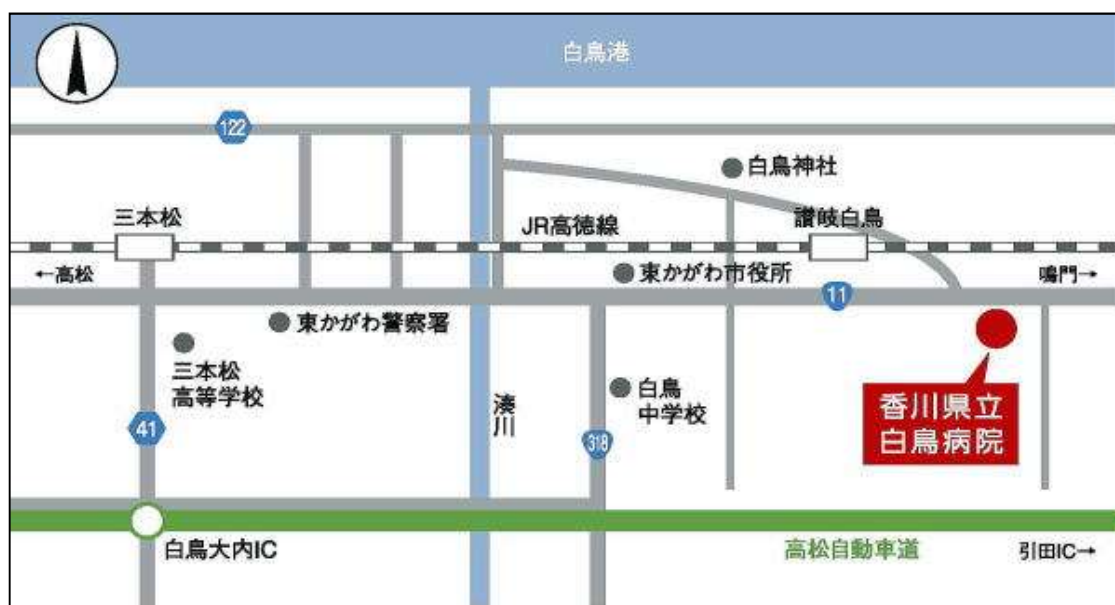 白鳥港
122
白鳥神社
三本松
JR高徳線
讃岐白鳥
←高松
東かがわ市役所
11
鳴門→
東かがわ警察署
三本松
高等学校
白鳥
中学校
湊川
香川県立
白鳥病院
41
318
白鳥大内IC
高松自動車道
引田IC→